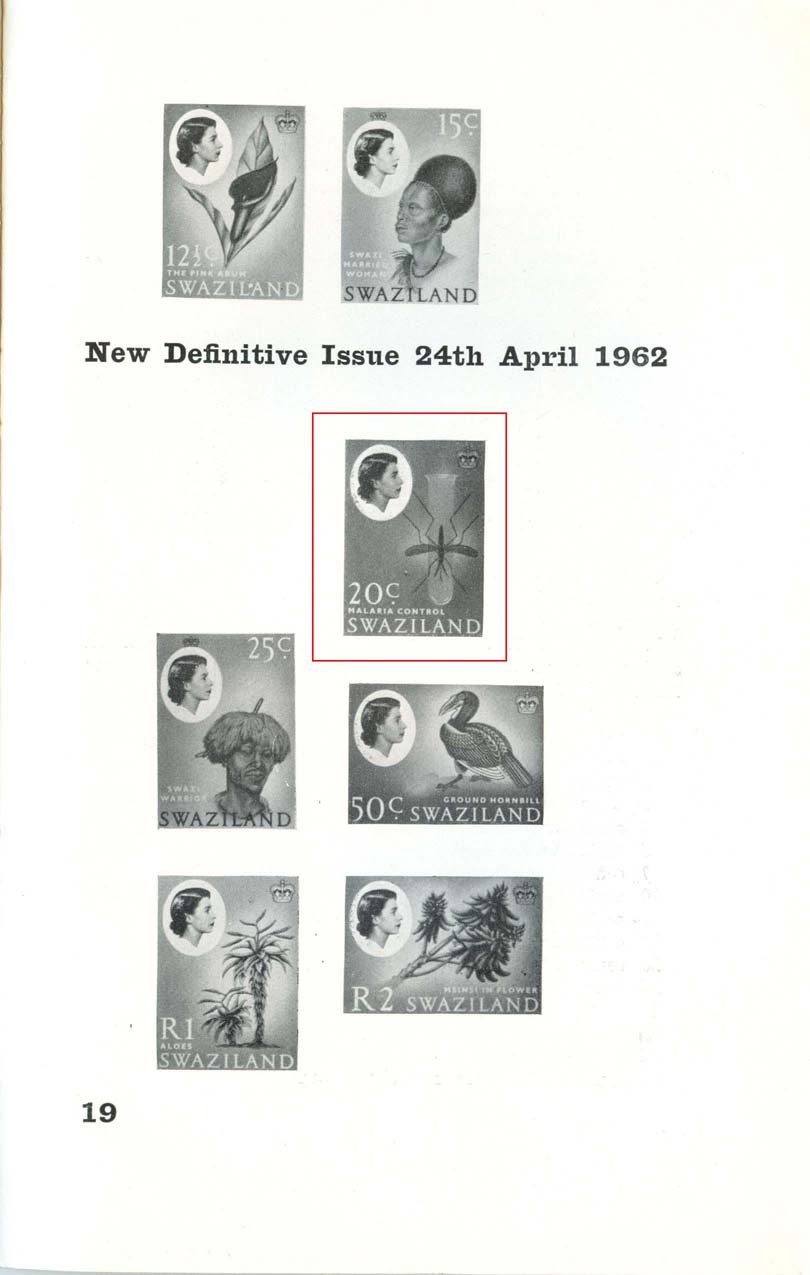 12½c
THE PINK ARUM
SWAZILAND
15c
SWAZI
MARRIED
WOMAN
SWAZILAND
New Definitive Issue 24th April 1962
20c
MALARIA CONTROL
SWAZILAND
25c
SWAZI
WARRIOR
SWAZILAND
50c
GROUND HORNBILL
SWAZILAND
R1
ALOES
SWAZILAND
MSINSI IN FLOWER
R2 SWAZILAND
19